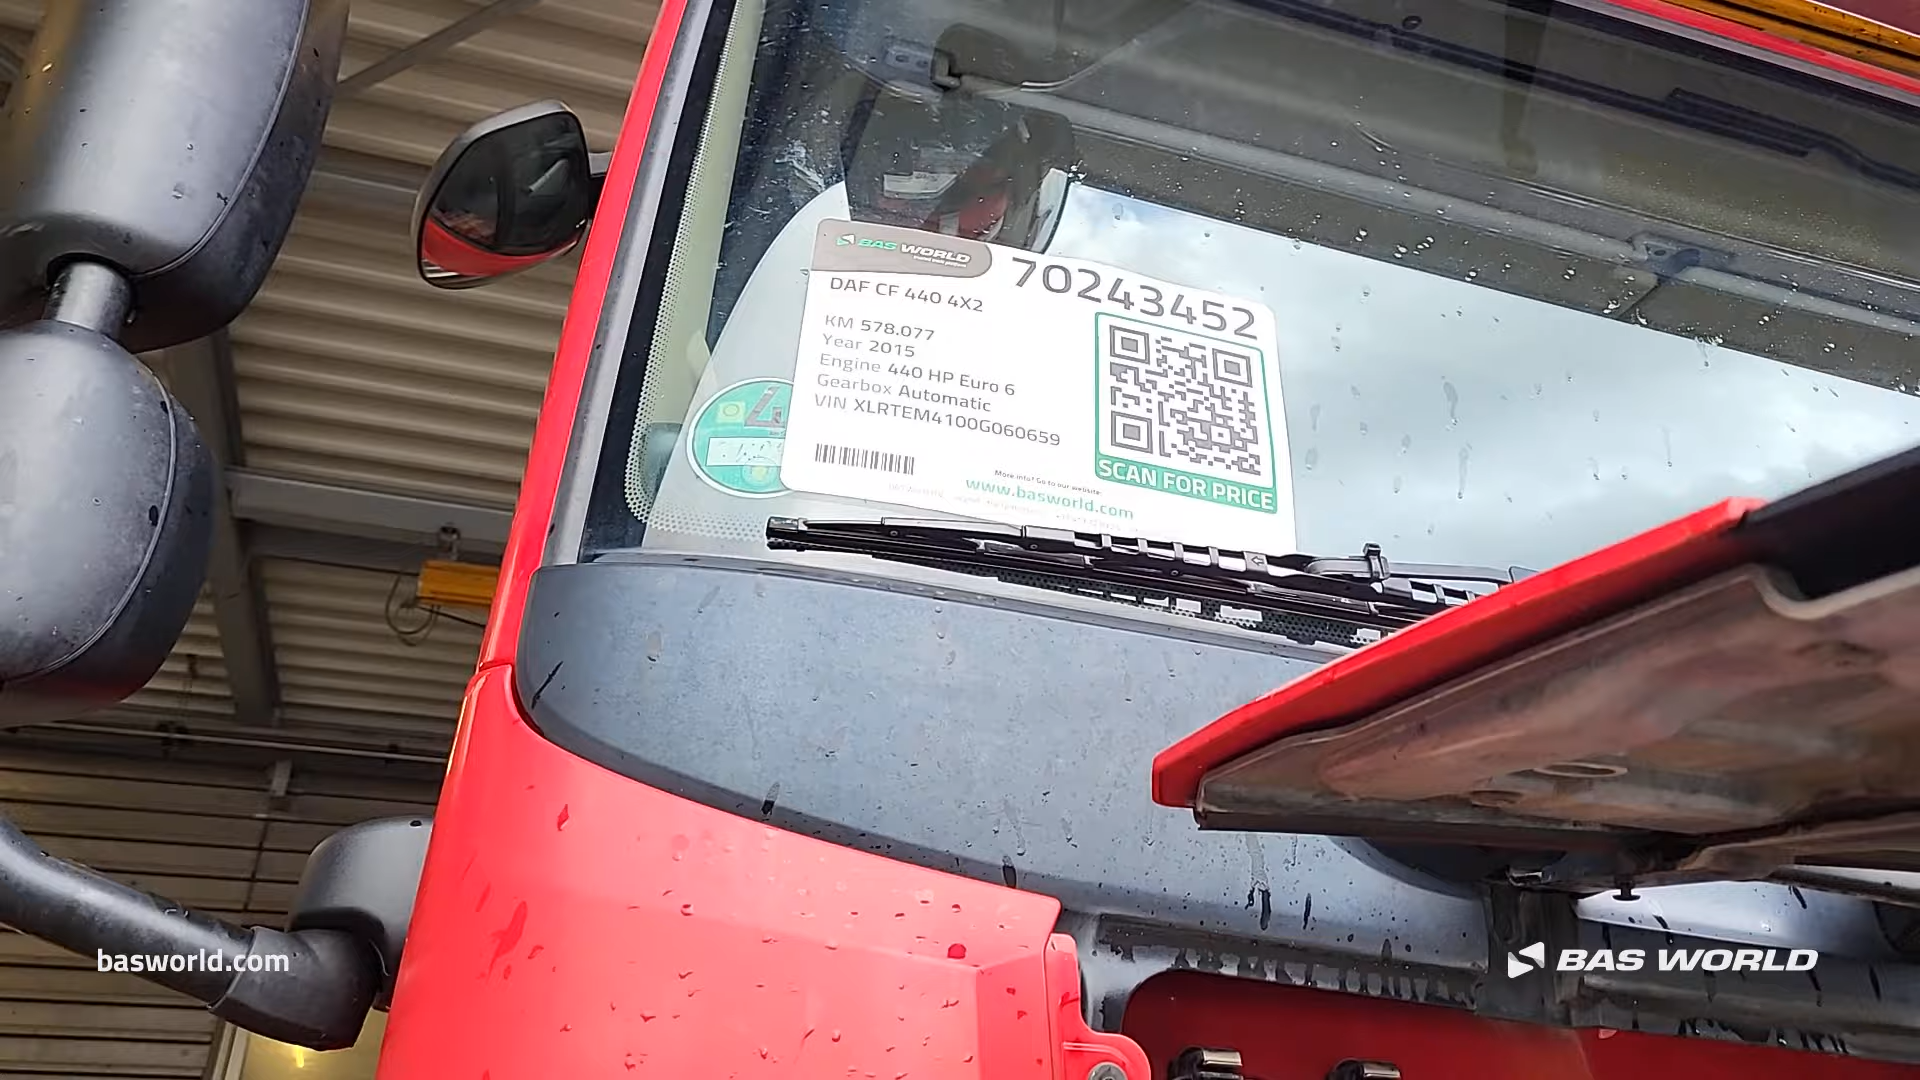 BAS WORLD
70243452
DAF CF 440 4X2
KM 578.077
Year 2015
Engine 440 HP Euro 6
Gearbox Automatic
VIN XLRTEM4100G060659
SCAN FOR PRICE
More info? Go to our website:
www.basworld.com
4
basworld.com
BAS WORLD